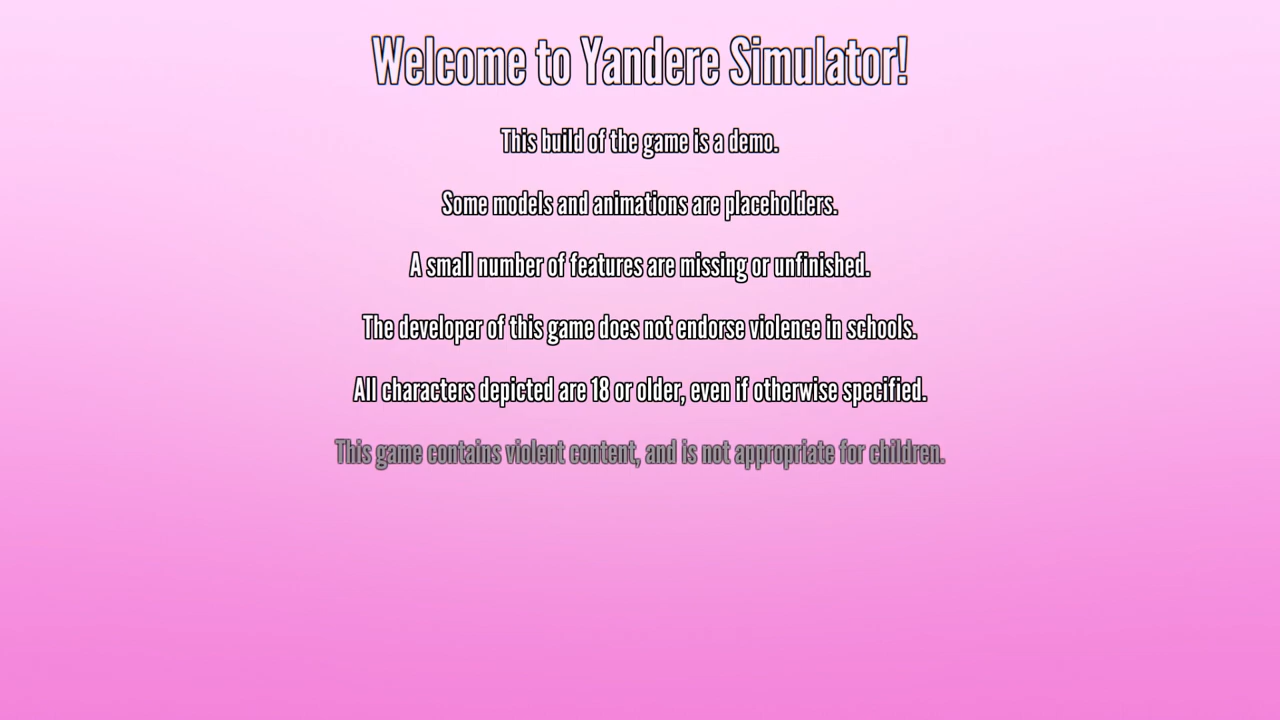 Welcome to Yandere Simulator!
This build of the game is a demo.
Some models and animations are placeholders.
A small number of features are missing or unfinished.
The developer of this game does not endorse violence in schools.
All characters depicted are 18 or older, even if otherwise specified.
This game contains violent content, and is not appropriate for children.